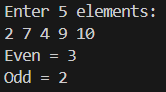 Enter 5 elements:
2 7 4 9 10
Even = 3
Odd = 2